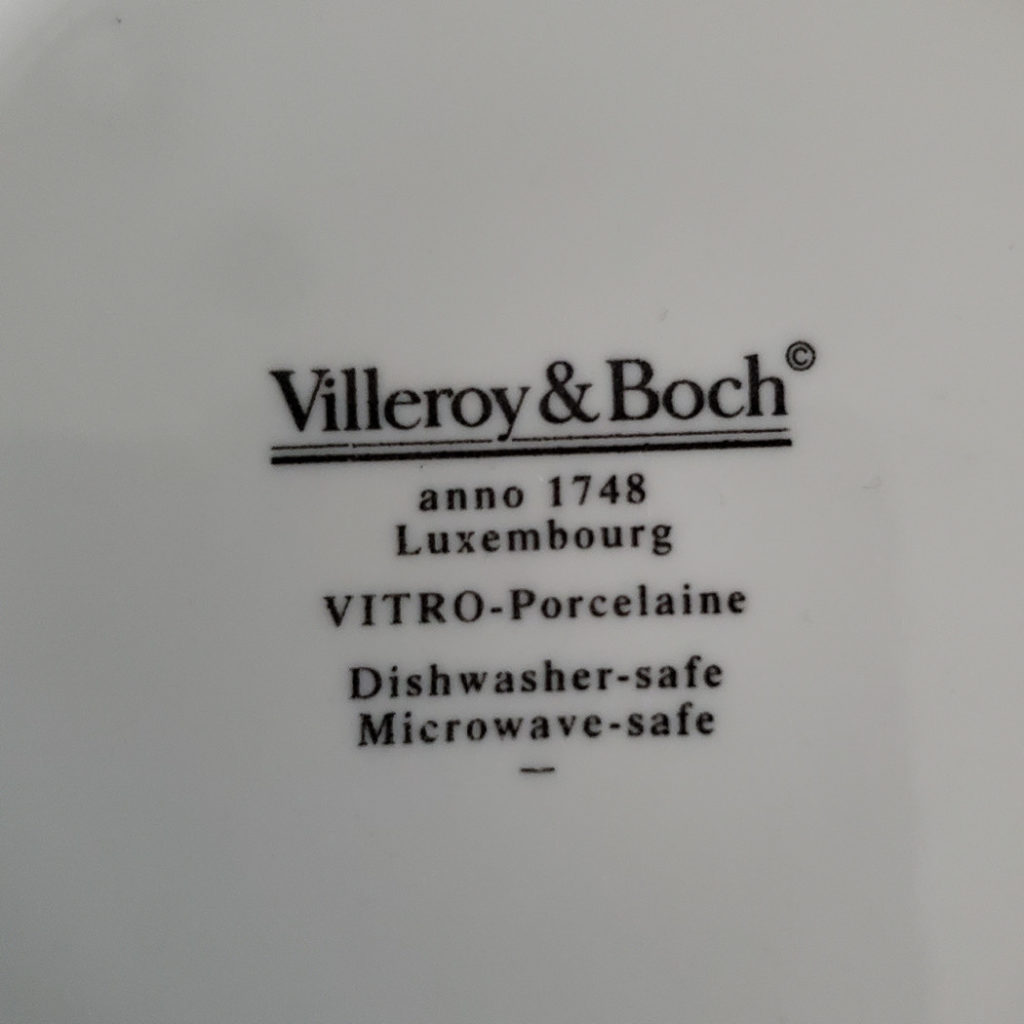 Villeroy & Boch©
anno 1748
Luxembourg
VITRO-Porcelaine
Dishwasher-safe
Microwave-safe
—